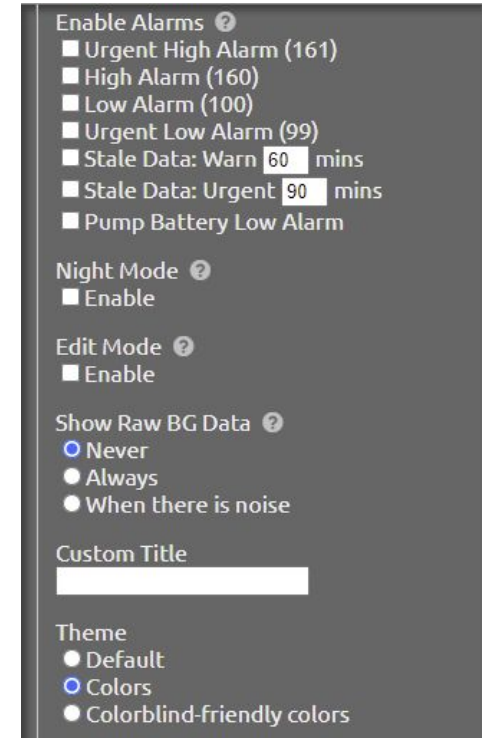 Enable Alarms ?
Urgent High Alarm (161)
High Alarm (160)
Low Alarm (100)
Urgent Low Alarm (99)
Stale Data: Warn 60 mins
Stale Data: Urgent 90 mins
Pump Battery Low Alarm
Night Mode ?
Enable
Edit Mode ?
Enable
Show Raw BG Data ?
Never
Always
When there is noise
Custom Title
Theme
Default
Colors
Colorblind-friendly colors